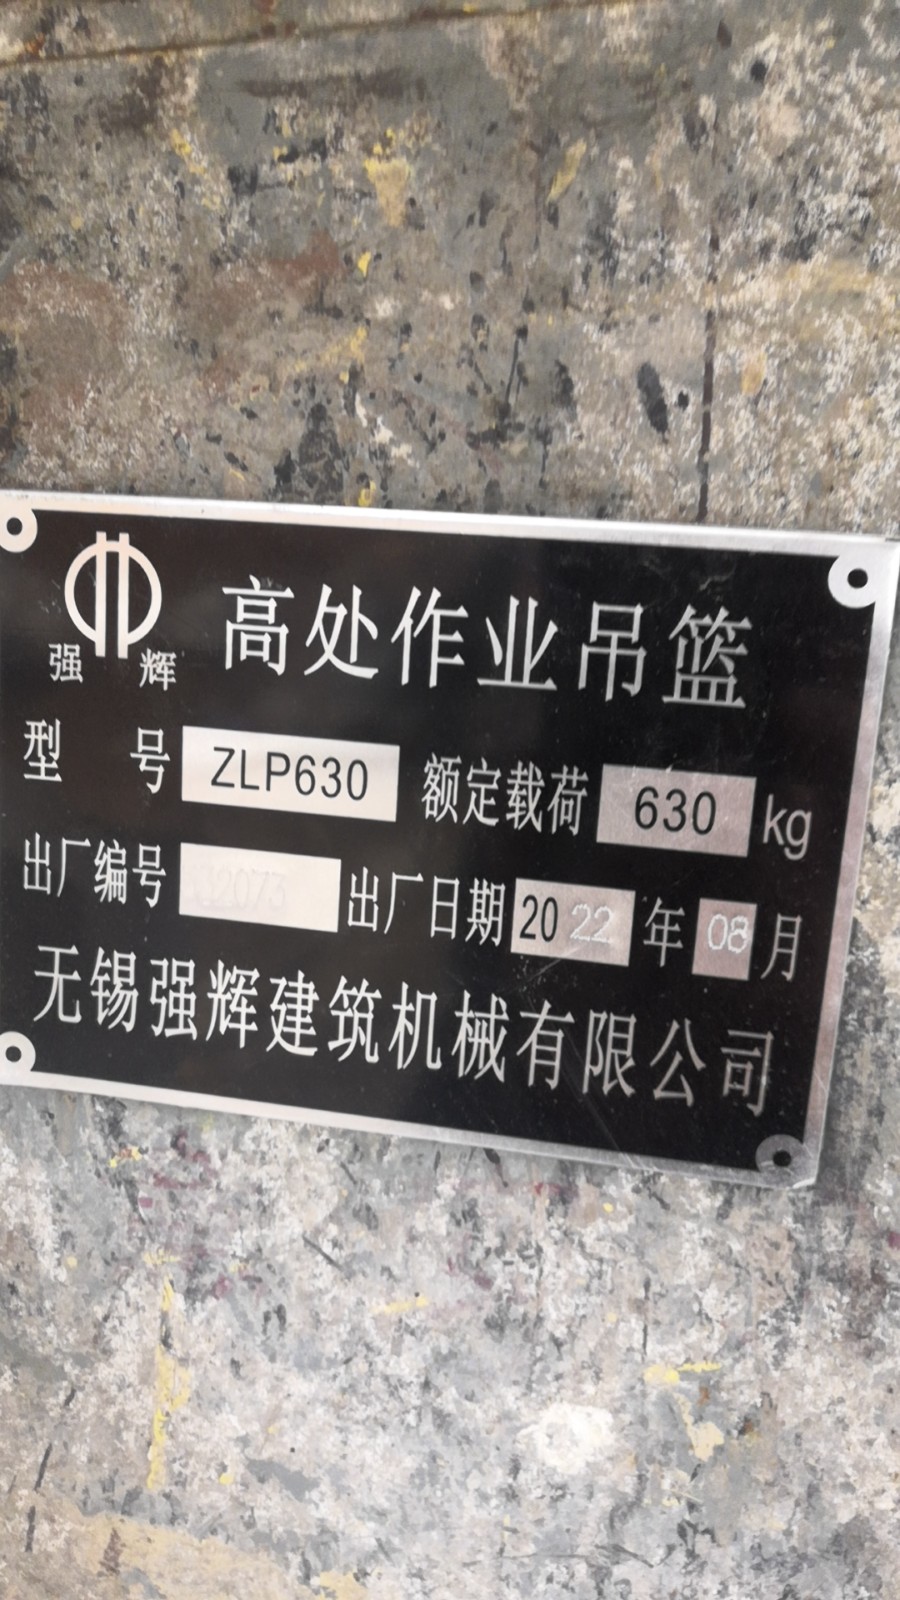 高处作业吊篮
强辉
型号 ZLP630 额定载荷 630 kg
出厂编号 出厂日期 2022 年 08 月
无锡强辉建筑机械有限公司